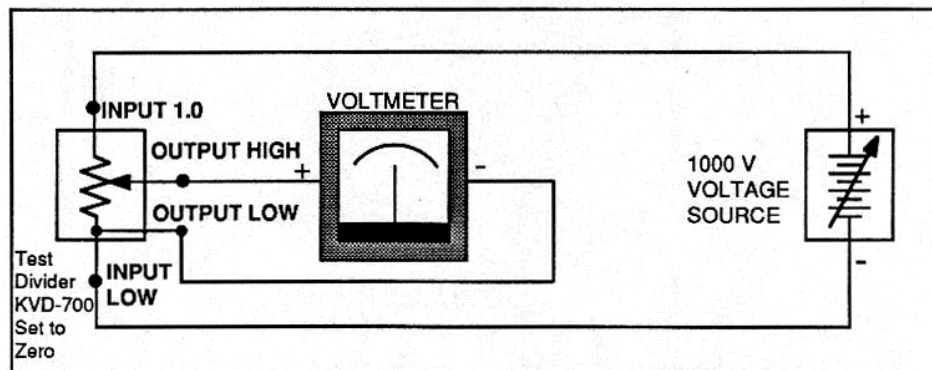 INPUT 1.0
VOLTMETER
OUTPUT HIGH
+
-
OUTPUT LOW
1000 V
VOLTAGE
SOURCE
+
-
Test
Divider
KVD-700
Set to
Zero
INPUT
LOW